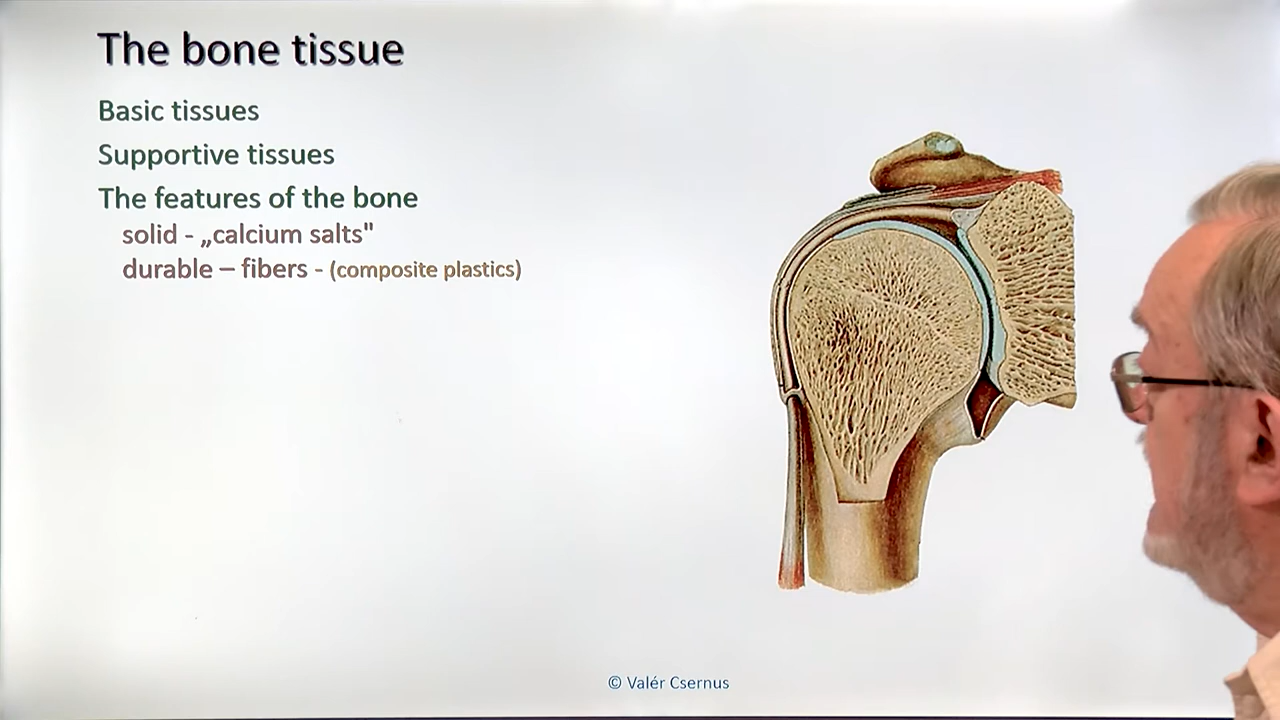 The bone tissue
Basic tissues
Supportive tissues
The features of the bone
solid - „calcium salts"
durable – fibers - (composite plastics)
© Valér Csernus